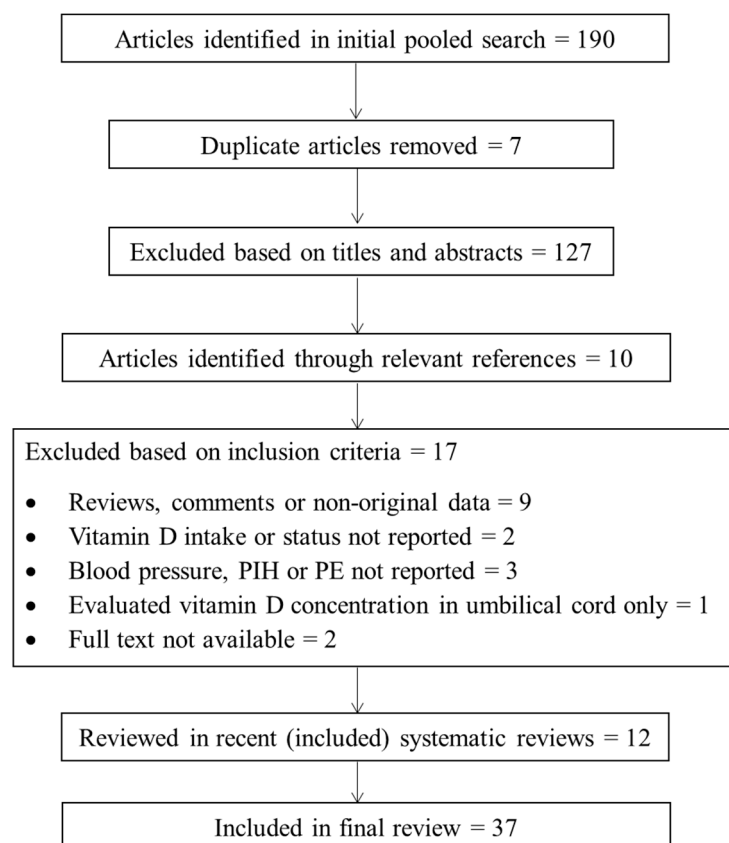 Articles identified in initial pooled search = 190
Duplicate articles removed = 7
Excluded based on titles and abstracts = 127
Articles identified through relevant references = 10
Excluded based on inclusion criteria = 17
• Reviews, comments or non-original data = 9
• Vitamin D intake or status not reported = 2
• Blood pressure, PIH or PE not reported = 3
• Evaluated vitamin D concentration in umbilical cord only = 1
• Full text not available = 2
Reviewed in recent (included) systematic reviews = 12
Included in final review = 37